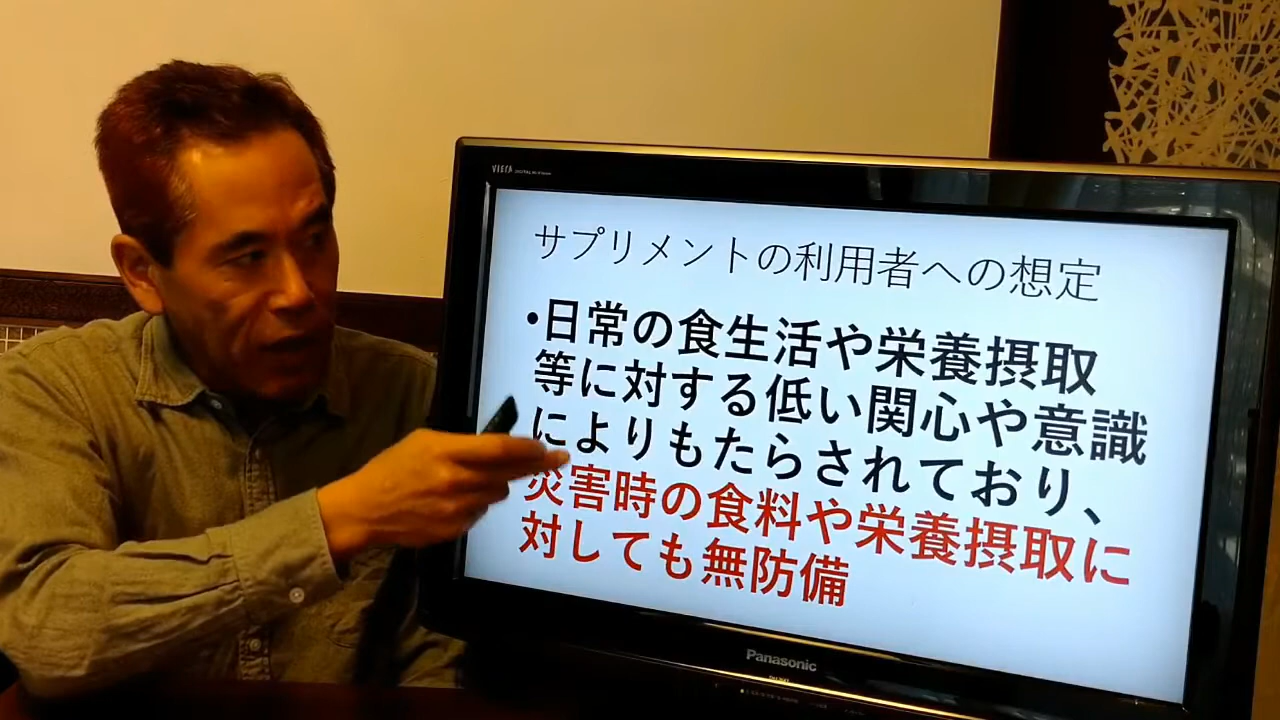 VIERA
サプリメントの利用者への想定
•日常の食生活や栄養摂取
等に対する低い関心や意識
によりもたらされており、
災害時の食料や栄養摂取に
対しても無防備
Panasonic